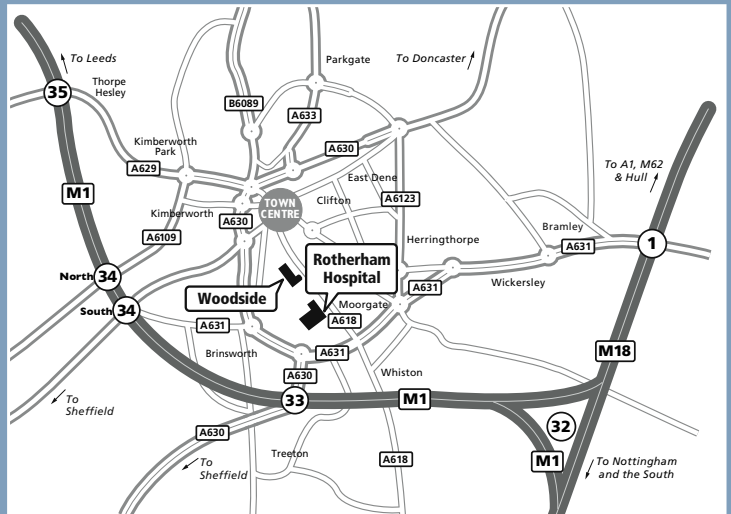 To Leeds
Parkgate
To Doncaster
Thorpe
Hesley
35
B6089
A633
Kimberworth
Park
A630
To A1, M62
& Hull
A629
East Dene
M1
TOWN
CENTRE
Clifton
A6123
Kimberworth
A630
Bramley
A6109
Herringthorpe
A631
1
Rotherham
Hospital
North
34
Wickersley
Woodside
A631
Moorgate
South
34
A618
A631
M18
Brinsworth
A631
Whiston
A630
To
Sheffield
33
M1
32
A630
Treeton
To
Sheffield
A618
M1
To Nottingham
and the South